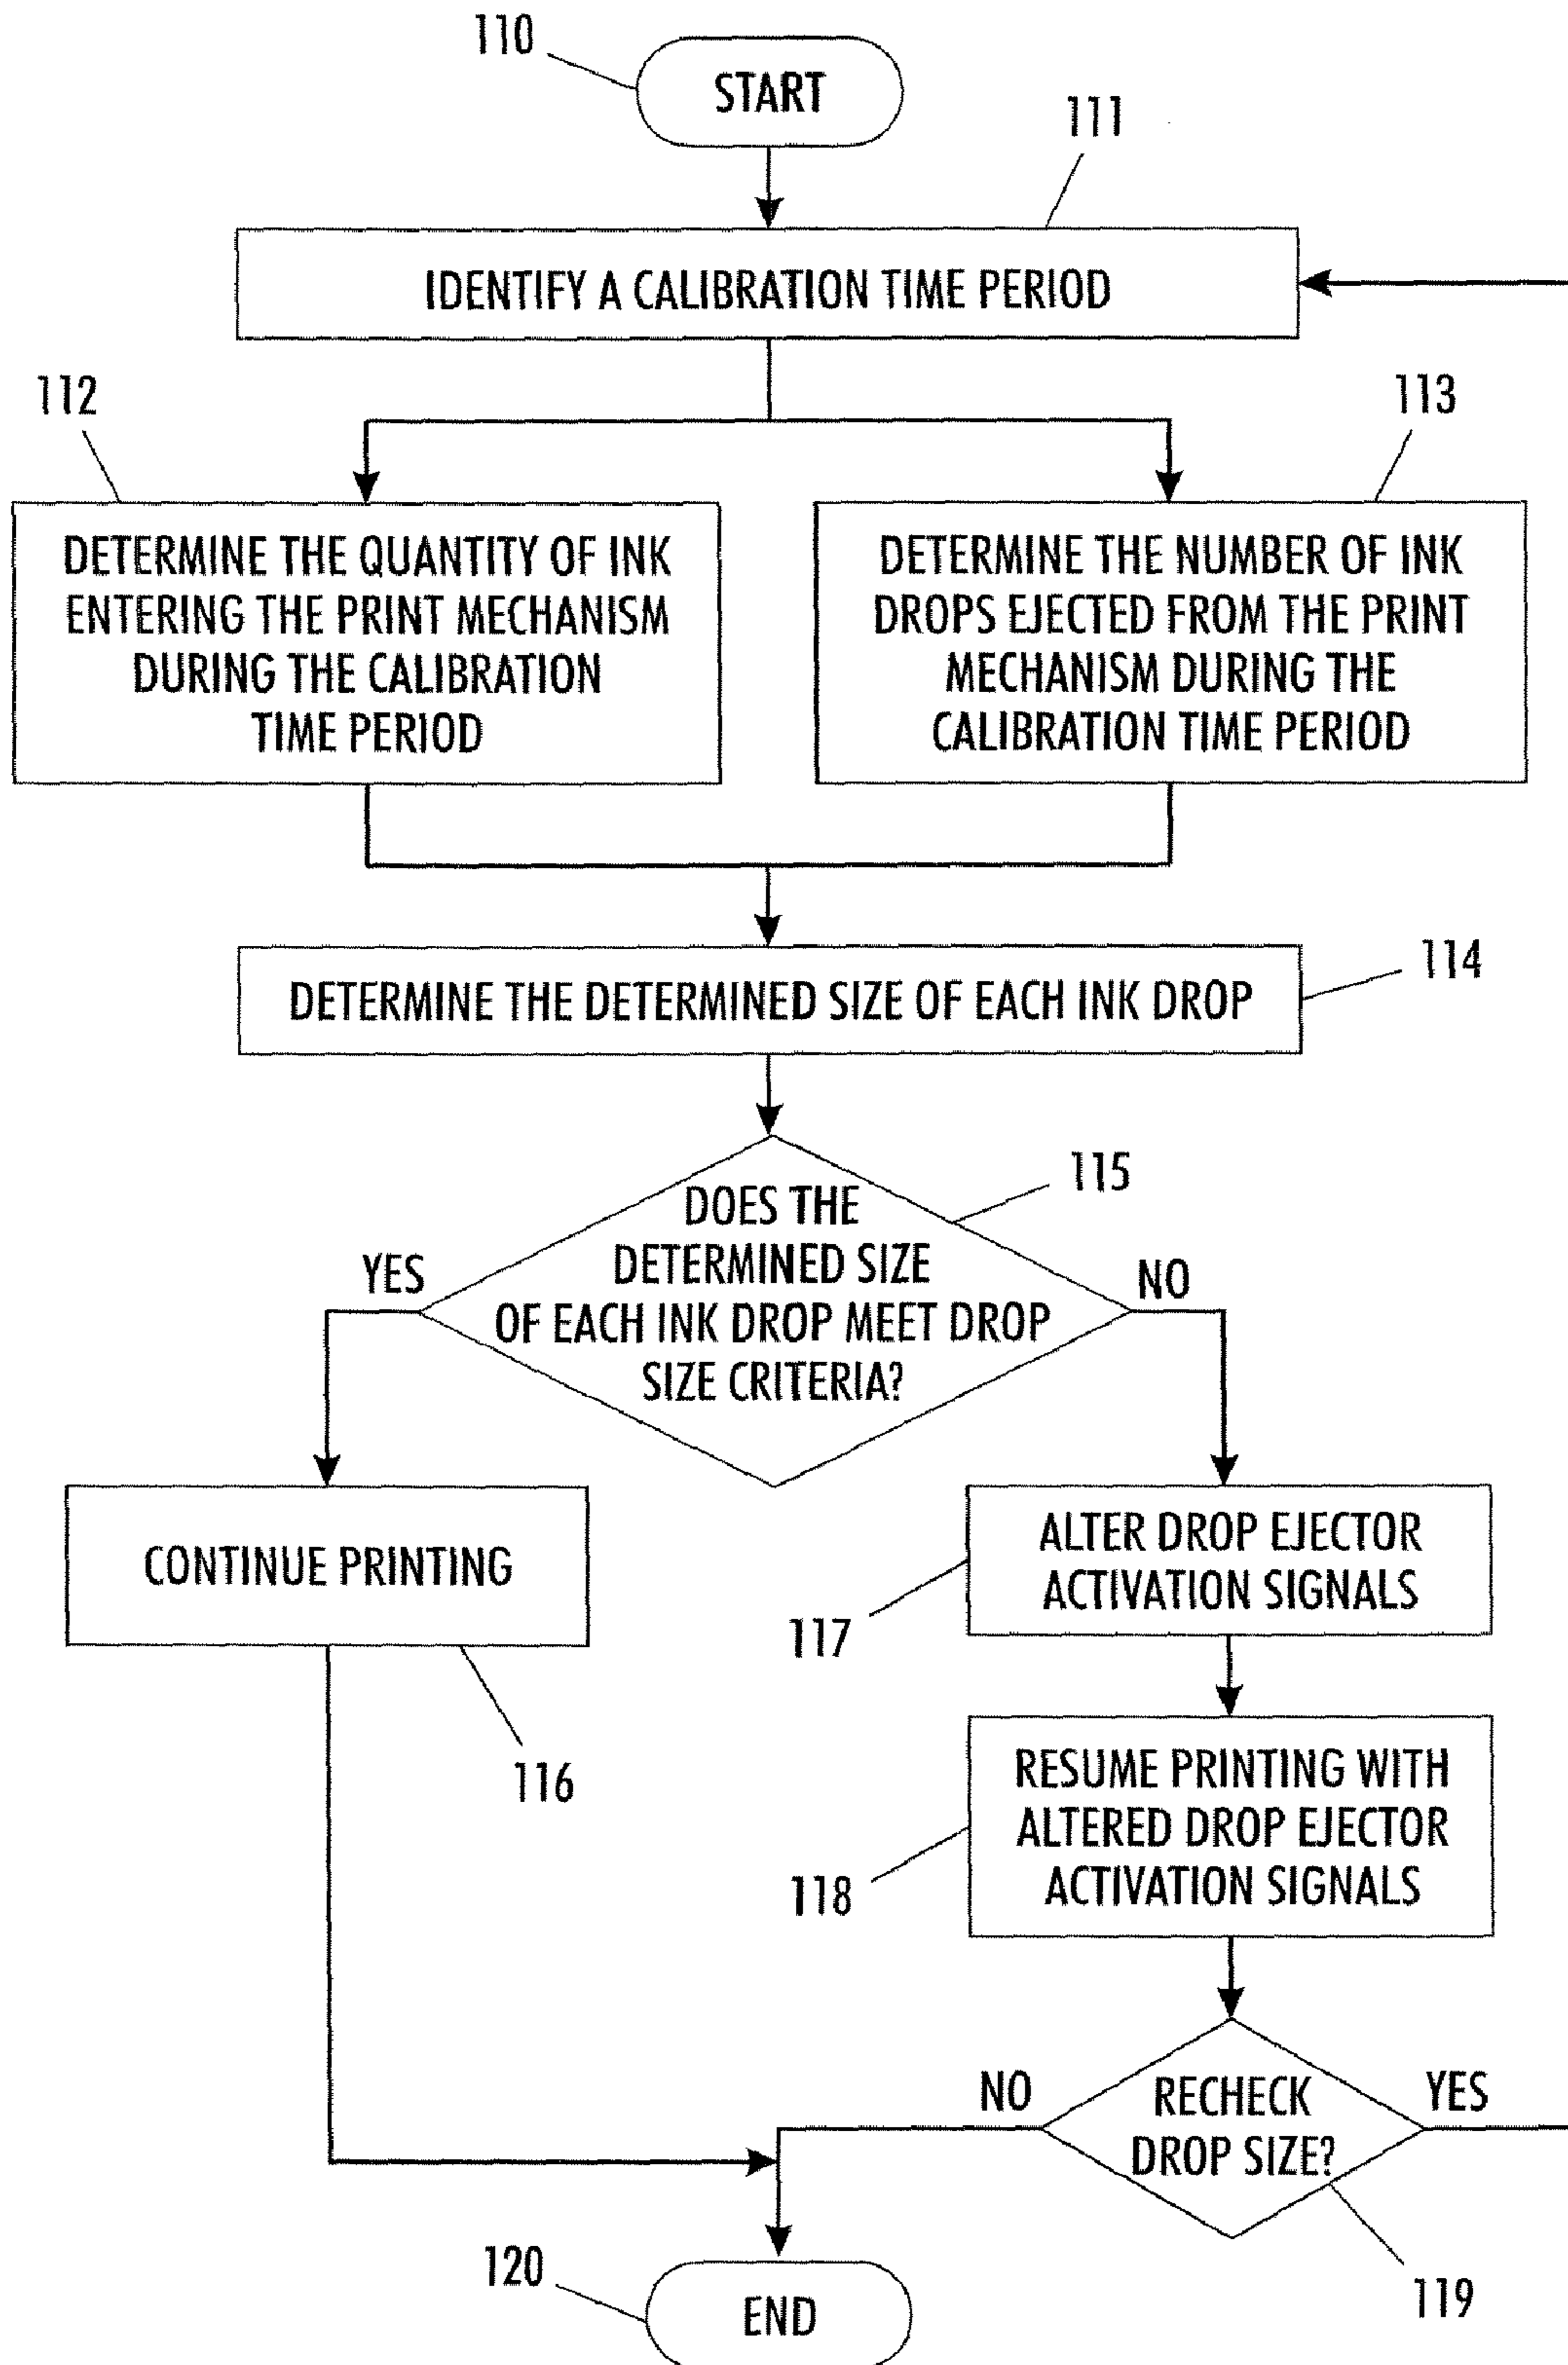 110
START
111
IDENTIFY A CALIBRATION TIME PERIOD
112
113
DETERMINE THE QUANTITY OF INK
ENTERING THE PRINT MECHANISM
DURING THE CALIBRATION
TIME PERIOD
DETERMINE THE NUMBER OF INK
DROPS EJECTED FROM THE PRINT
MECHANISM DURING THE
CALIBRATION TIME PERIOD
114
DETERMINE THE DETERMINED SIZE OF EACH INK DROP
115
DOES THE
DETERMINED SIZE
OF EACH INK DROP MEET DROP
SIZE CRITERIA?
YES
NO
CONTINUE PRINTING
116
ALTER DROP EJECTOR
ACTIVATION SIGNALS
117
RESUME PRINTING WITH
ALTERED DROP EJECTOR
ACTIVATION SIGNALS
118
NO
RECHECK
DROP SIZE?
YES
119
120
END